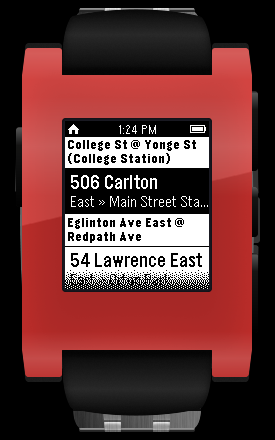 1:24 PM
College St @ Yonge St
(College Station)
506 Carlton
East » Main Street Sta...
Eglinton Ave East @
Redpath Ave
54 Lawrence East